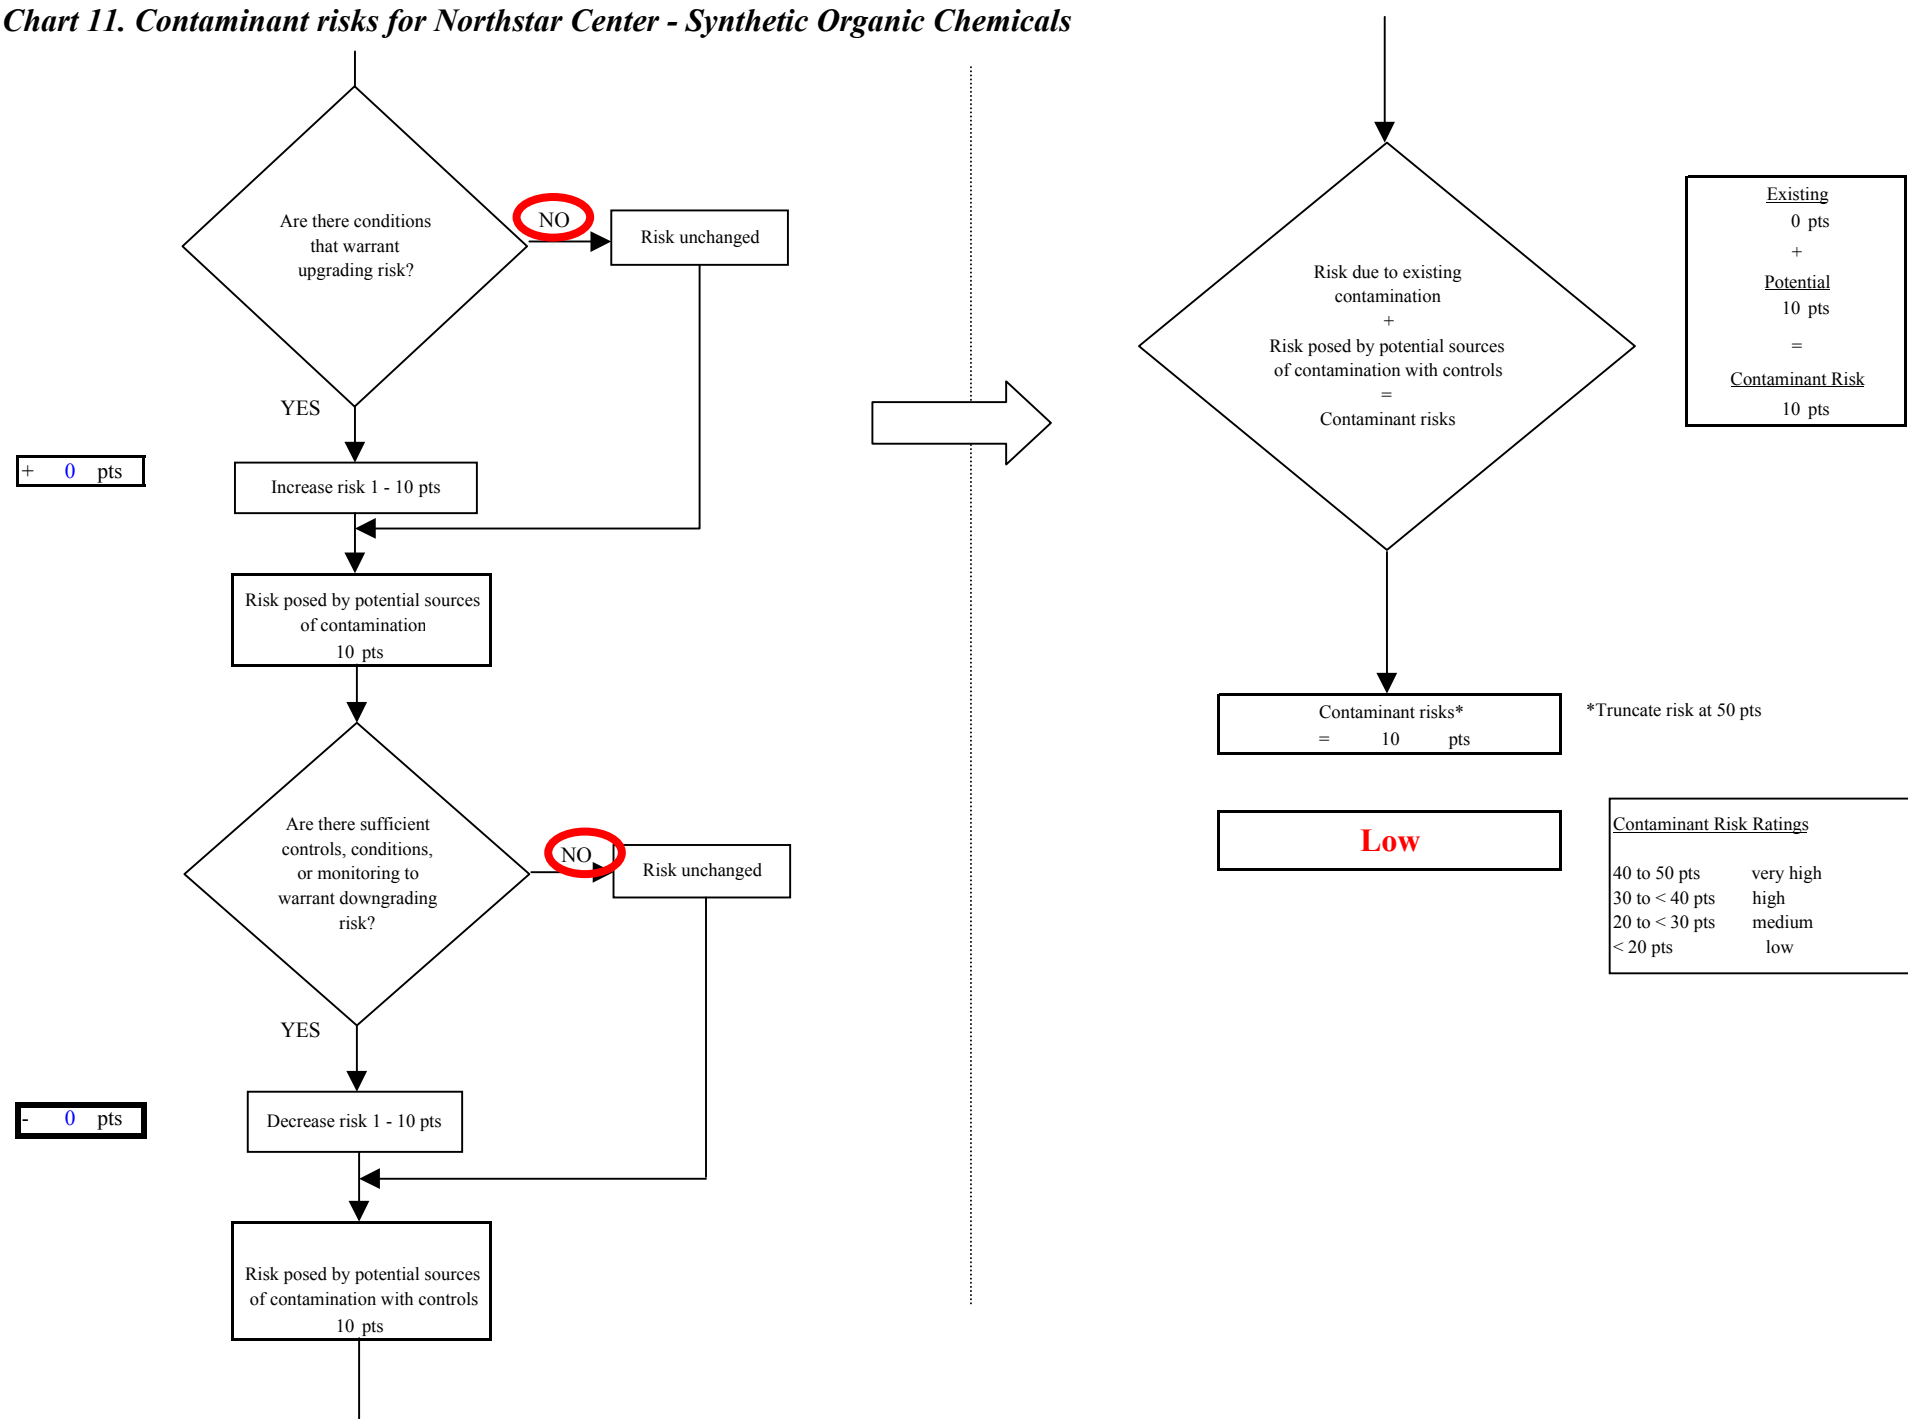 Chart 11. Contaminant risks for Northstar Center - Synthetic Organic Chemicals
Are there conditions
that warrant
upgrading risk?
NO
Risk unchanged
YES
+ 0 pts
Increase risk 1 - 10 pts
Risk posed by potential sources
of contamination
10 pts
Are there sufficient
controls, conditions,
or monitoring to
warrant downgrading
risk?
NO
Risk unchanged
YES
- 0 pts
Decrease risk 1 - 10 pts
Risk posed by potential sources
of contamination with controls
10 pts
Risk due to existing
contamination
+
Risk posed by potential sources
of contamination with controls
=
Contaminant risks
Existing
0 pts
+
Potential
10 pts
=
Contaminant Risk
10 pts
Contaminant risks*
= 10 pts
*Truncate risk at 50 pts
Low
Contaminant Risk Ratings
40 to 50 pts very high
30 to < 40 pts high
20 to < 30 pts medium
< 20 pts low